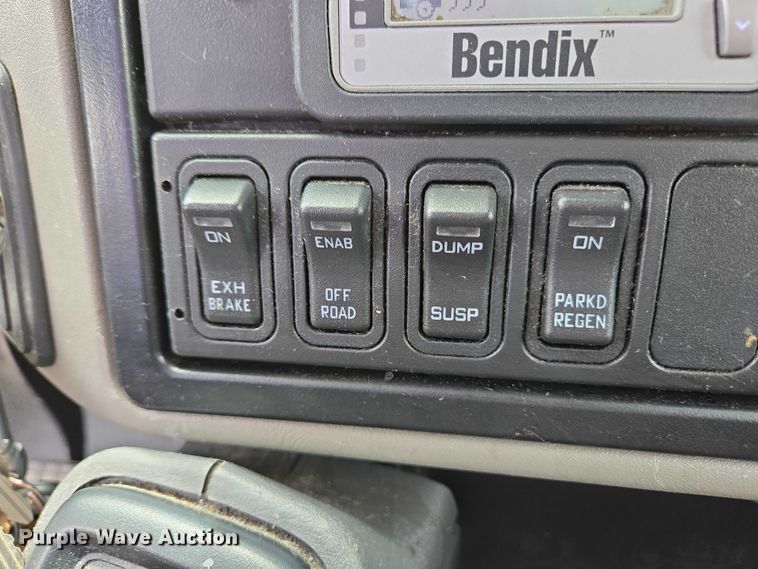 Bendix™
ON
EXH
BRAKE
ENAB
OFF
ROAD
DUMP
SUSP
ON
PARKD
REGEN
Purple Wave Auction